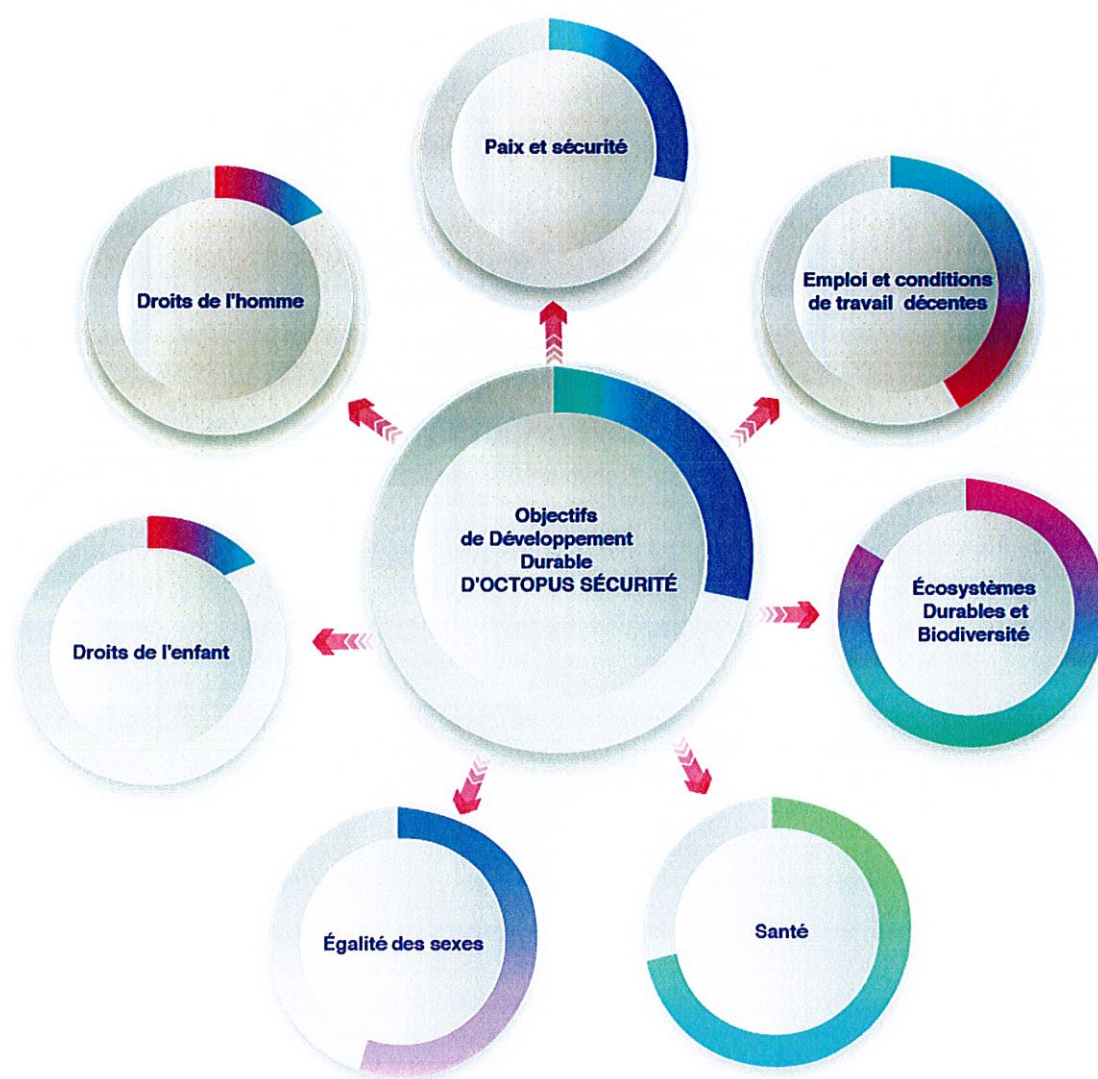 Paix et sécurité
Droits de l'homme
Emploi et conditions
de travail décentes
Objectifs
de Développement
Durable
D'OCTOPUS SÉCURITÉ
Écosystèmes
Durables et
Biodiversité
Droits de l'enfant
Égalité des sexes
Santé